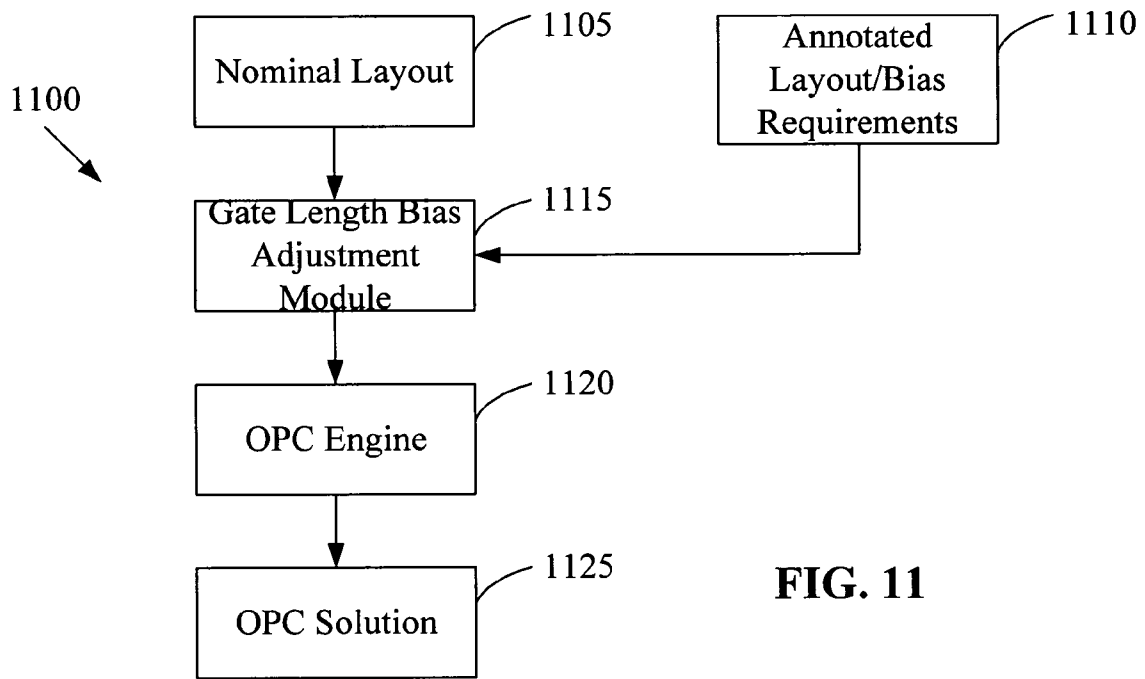 1105
Nominal Layout
1110
Annotated
Layout/Bias
Requirements
1100
1115
Gate Length Bias
Adjustment
Module
1120
OPC Engine
1125
OPC Solution
FIG. 11